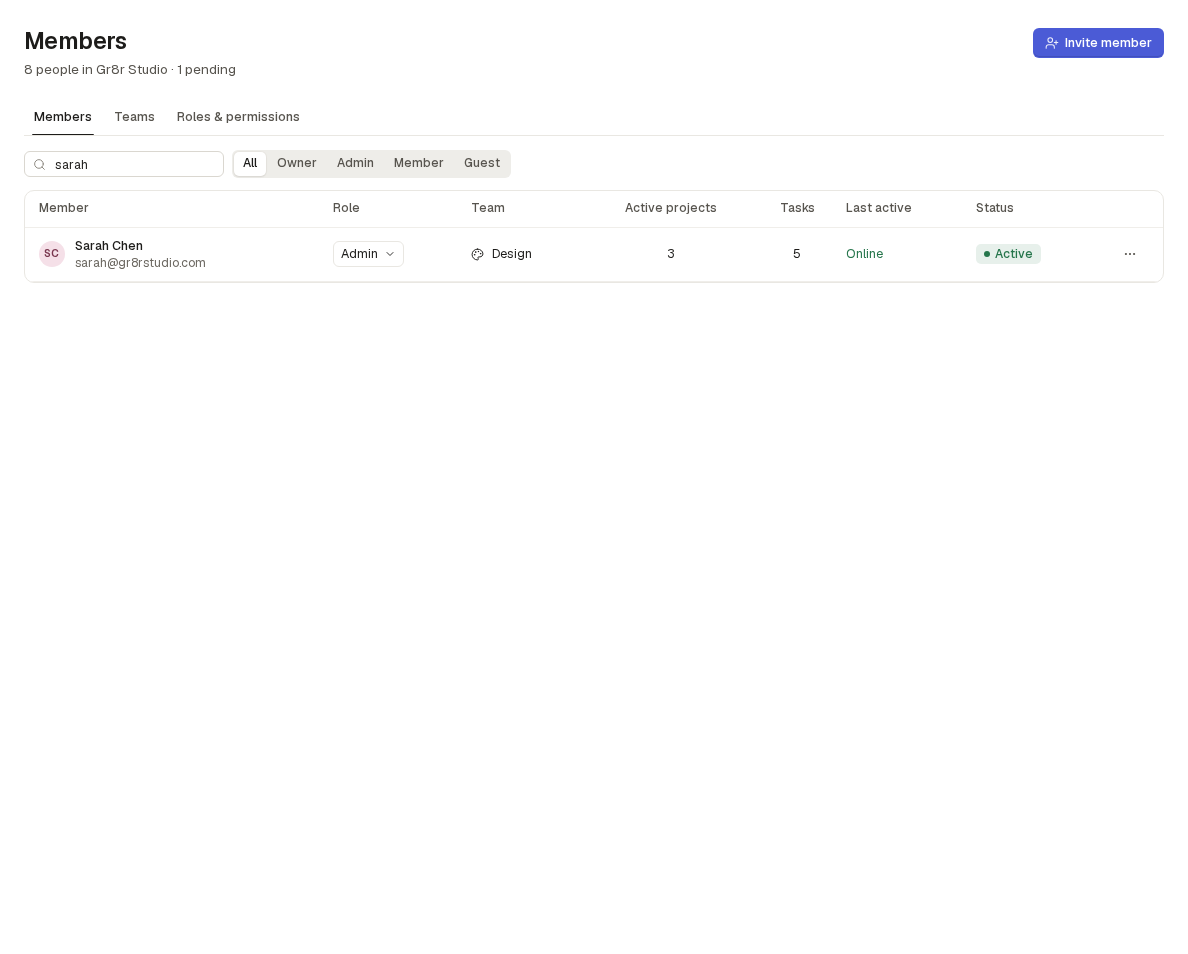 Members
Invite member
8 people in Gr8r Studio · 1 pending
Members Teams Roles & permissions
sarah All Owner Admin Member Guest
Member Role Team Active projects Tasks Last active Status
SC Sarah Chen Admin Design 3 5 Online Active
sarah@gr8rstudio.com